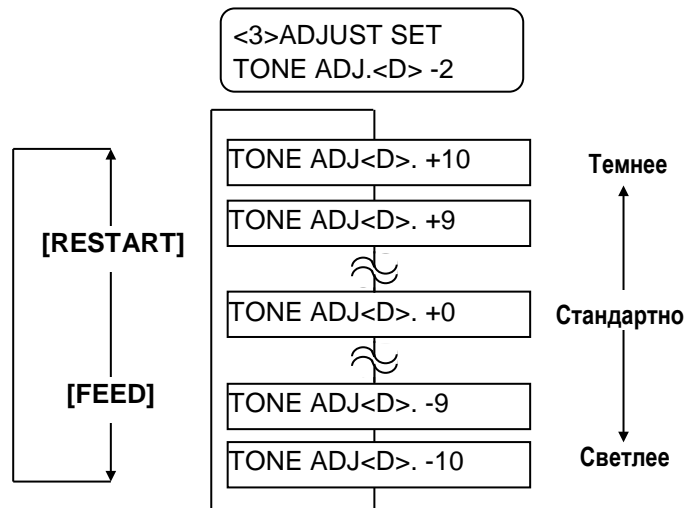 <3>ADJUST SET
TONE ADJ.<D> -2
TONE ADJ<D>. +10
Темнее
TONE ADJ<D>. +9
[RESTART]
TONE ADJ<D>. +0
Стандартно
[FEED]
TONE ADJ<D>. -9
TONE ADJ<D>. -10
Светлее